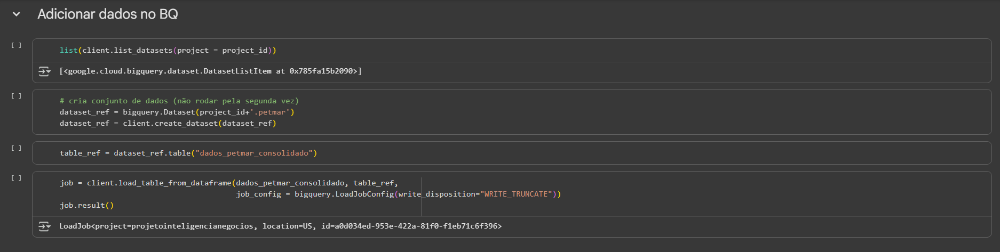 Adicionar dados no BQ
[ ]
list(client.list_datasets(project = project_id))
[<google.cloud.bigquery.dataset.DatasetListItem at 0x785fa15b2090>]
[ ]
# cria conjunto de dados (não rodar pela segunda vez)
dataset_ref = bigquery.Dataset(project_id+'.petmar')
dataset_ref = client.create_dataset(dataset_ref)
[ ]
table_ref = dataset_ref.table("dados_petmar_consolidado")
[ ]
job = client.load_table_from_dataframe(dados_petmar_consolidado, table_ref,
job_config = bigquery.LoadJobConfig(write_disposition="WRITE_TRUNCATE"))
job.result()
LoadJob<project=projetointeligencianegocios, location=US, id=a0d034ed-953e-422a-81f0-f1eb71c6f396>